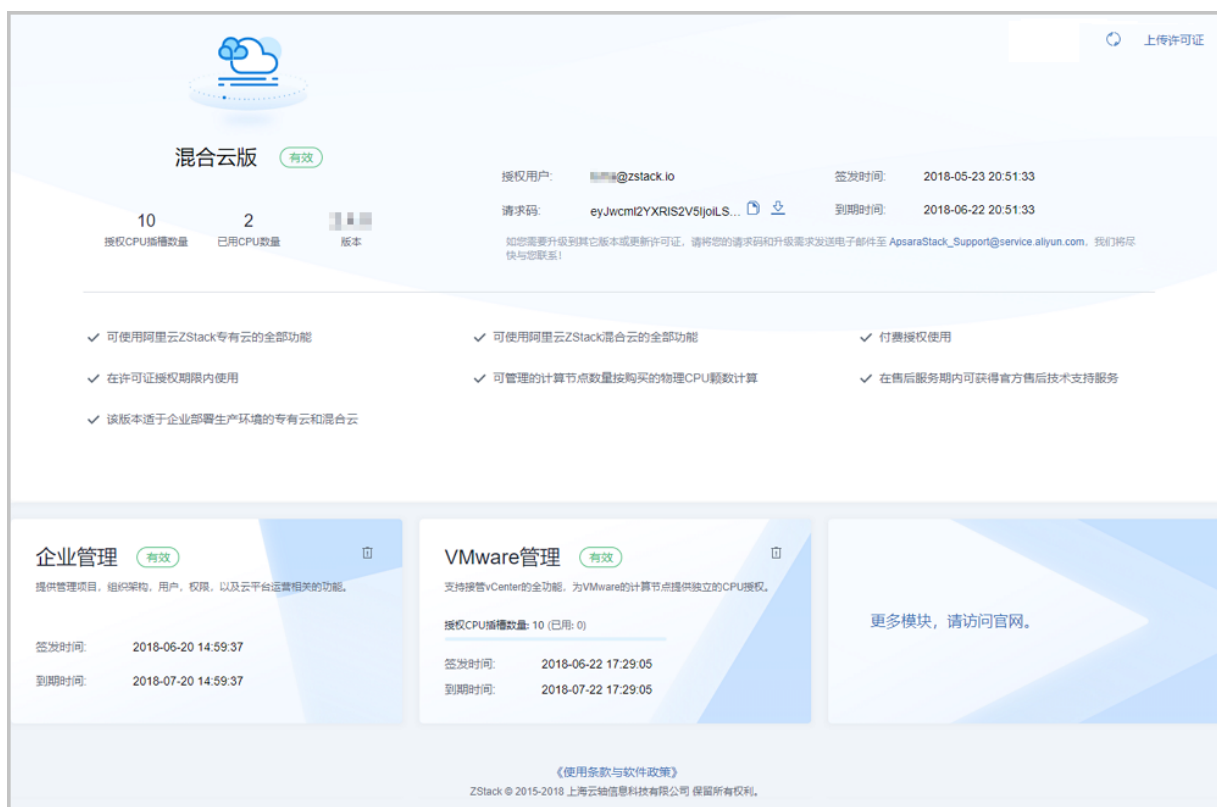 上传许可证
混合云版 有效
授权用户: @zstack.io 签发时间: 2018-05-23 20:51:33
请求码: eyJwcmI2YXRlS2V5IjoiLS... 到期时间: 2018-06-22 20:51:33
10 2
授权CPU插槽数量 已用CPU数量 版本
如您需要升级到其它版本或更新许可证，请将您的请求码和升级需求发送电子邮件至 ApsaraStack_Support@service.aliyun.com，我们将尽
快与您联系！
可使用阿里云ZStack专有云的全部功能 可使用阿里云ZStack混合云的全部功能 付费授权使用
在许可证授权期限内使用 可管理的计算节点数量按购买的物理CPU颗数计算 在售后服务期内可获得官方售后技术支持服务
该版本适于企业部署生产环境的专有云和混合云
企业管理 有效
提供管理项目，组织架构，用户，权限，以及云平台运营相关的功能。
签发时间: 2018-06-20 14:59:37
到期时间: 2018-07-20 14:59:37
VMware管理 有效
支持接管vCenter的全功能，为VMware的计算节点提供独立的CPU授权。
授权CPU插槽数量: 10 (已用: 0)
签发时间: 2018-06-22 17:29:05
到期时间: 2018-07-22 17:29:05
更多模块，请访问官网。
《使用条款与软件政策》
ZStack © 2015-2018 上海云轴信息科技有限公司 保留所有权利。